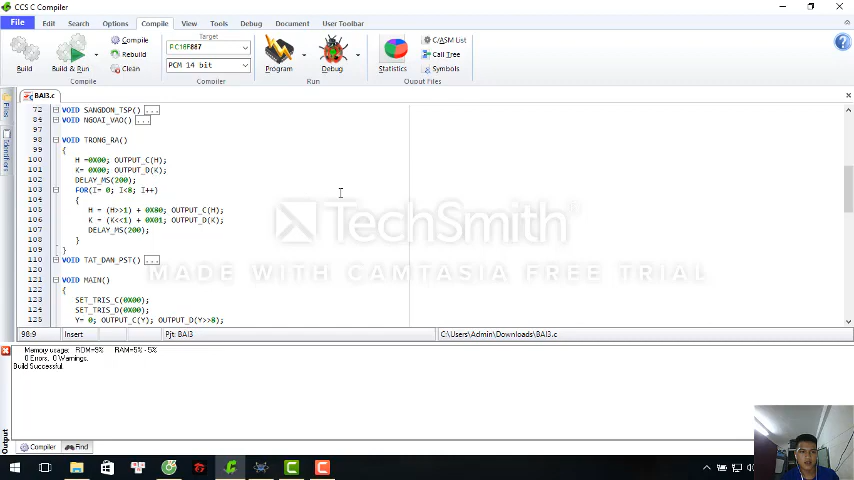 CCS C Compiler
File Edit Search Options Compile View Tools Debug Document User Toolbar
Build
Build & Run
Compile
Rebuild
Clean
Compile
Target
PCM 14 bit
Compiler
Program
Debug
Run
Statistics
C/ASM List
Call Tree
Symbols
Ouput Files
BAI3.c
Files
Identifiers
72 VOID SANGDON_TSP() ...
84 VOID NGOAI_VAO() ...
97
98 VOID TRONG_RA()
99 {
100 H =0X00; OUTPUT_C(H);
101 K= 0X00; OUTPUT_D(K);
102 DELAY_MS(200);
103 FOR(I= 0; I<8; I++)
104 {
105 H = (H>>1) + 0X80; OUTPUT_C(H);
106 K = (K<<1) + 0X01; OUTPUT_D(K);
107 DELAY_MS(200);
108 }
109 }
110 VOID TAT_DAN_PST() ...
120
121 VOID MAIN()
122 {
123 SET_TRIS_C(0X00);
124 SET_TRIS_D(0X00);
125 Y= 0; OUTPUT_C(Y); OUTPUT_D(Y>>8);
TechSmith
MADE WITH CAMTASIA FREE TRIAL
98:9 Insert Pjt: BAI3 C:\Users\Admin\Downloads\BAI3.c
Memory usage: ROM=9% RAM=5% - 5%
0 Errors, 0 Warnings.
Build Successful.
Output
Compiler Find